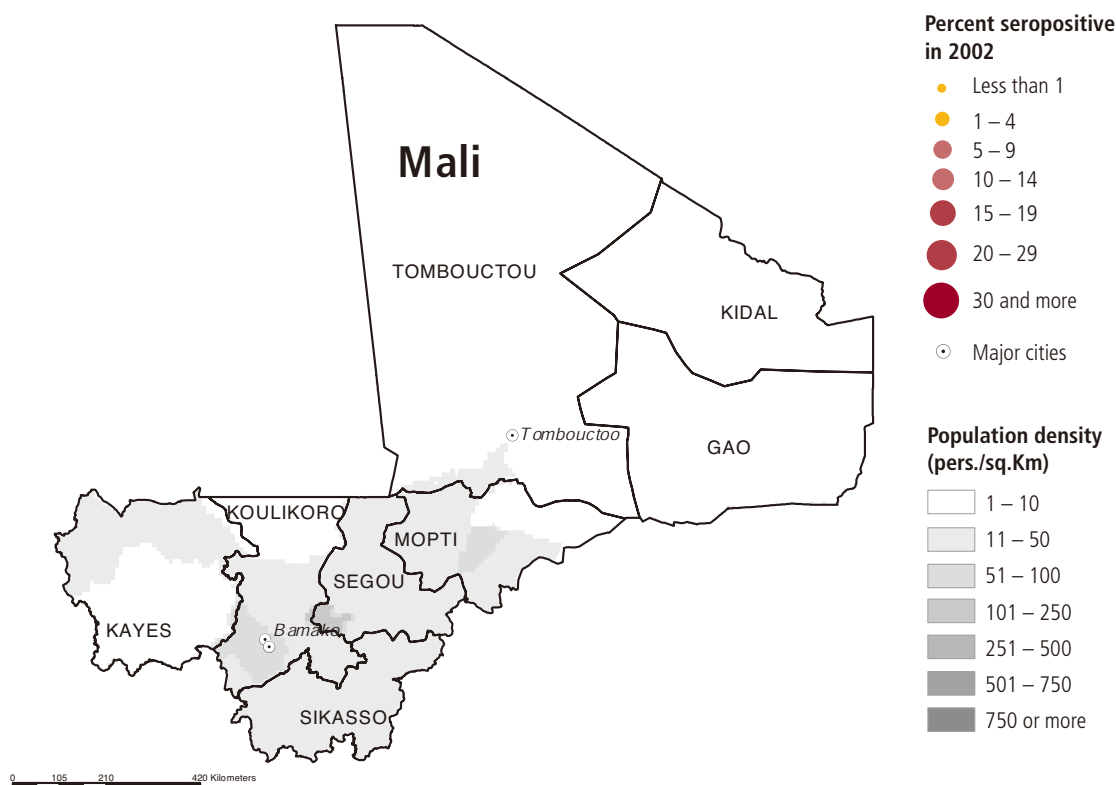 Mali
TOMBOUCTOU
KIDAL
GAO
Tombouctoo
KOULIKORO
MOPTI
SEGOU
KAYES
Bamako
SIKASSO
0 105 210 420 Kilometers
Percent seropositive
in 2002
Less than 1
1 – 4
5 – 9
10 – 14
15 – 19
20 – 29
30 and more
Major cities
Population density
(pers./sq.Km)
1 – 10
11 – 50
51 – 100
101 – 250
251 – 500
501 – 750
750 or more